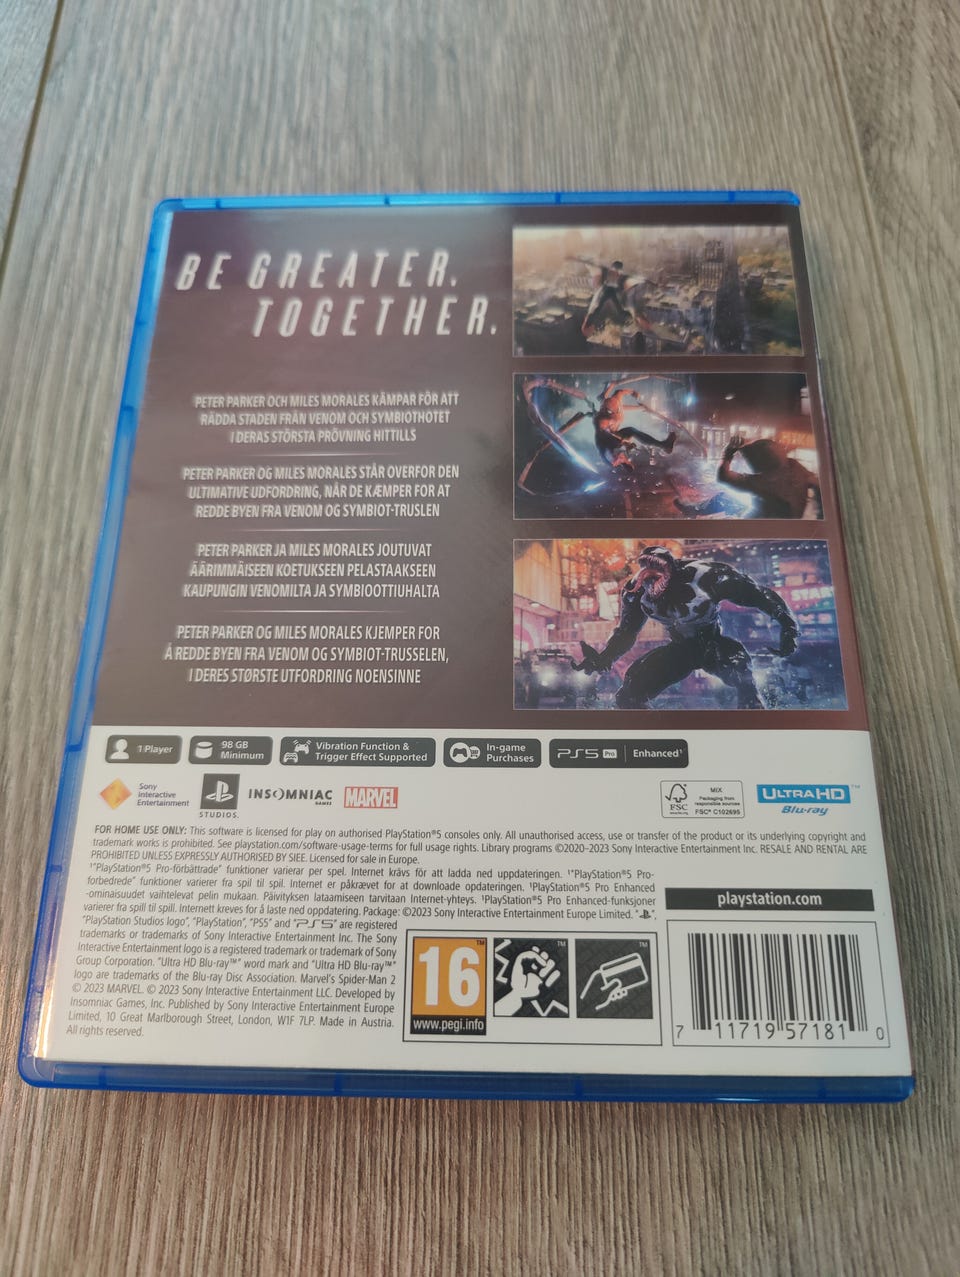 BE GREATER.
TOGETHER.
PETER PARKER OCH MILES MORALES KÄMPAR FÖR ATT
RÄDDA STADEN FRÅN VENOM OCH SYMBIOTHOTET
I DERAS STÖRSTA PRÖVNING HITTILLS
PETER PARKER OG MILES MORALES STÅR OVERFOR DEN
ULTIMATIVE UDFORDRING, NÅR DE KÆMPER FOR AT
REDDE BYEN FRA VENOM OG SYMBIOT-TRUSLEN
PETER PARKER JA MILES MORALES JOUTUVAT
ÄÄRIMMÄISEEN KOETUKSEEN PELASTAAKSEEN
KAUPUNGIN VENOMILTA JA SYMBIOOTTIUHALTA
PETER PARKER OG MILES MORALES KJEMPER FOR
Å REDDE BYEN FRA VENOM OG SYMBIOT-TRUSSELEN,
I DERES STØRSTE UTFORDRING NOENSINNE
START
1 Player
98 GB
Minimum
Vibration Function &
Trigger Effect Supported
In-game
Purchases
PS5 Pro Enhanced¹
Sony
Interactive
Entertainment
STUDIOS.
INSOMNIAC
GAMES
MARVEL
FSC
www.fsc.org
MIX
Packaging from
responsible sources
FSC® C102695
ULTRA HD™
Blu-ray
FOR HOME USE ONLY: This software is licensed for play on authorised PlayStation®5 consoles only. All unauthorised access, use or transfer of the product or its underlying copyright and
trademark works is prohibited. See playstation.com/software-usage-terms for full usage rights. Library programs ©2020–2023 Sony Interactive Entertainment Inc. RESALE AND RENTAL ARE
PROHIBITED UNLESS EXPRESSLY AUTHORISED BY SIEE. Licensed for sale in Europe.
¹"PlayStation®5 Pro-förbättrade" funktioner varierar per spel. Internet krävs för att ladda ned uppdateringen. ¹"PlayStation®5 Pro-
forbedrede" funktioner varierer fra spil til spil. Internet er påkrævet for at downloade opdateringen. ¹PlayStation®5 Pro Enhanced
-ominaisuudet vaihtelevat pelin mukaan. Päivityksen lataamiseen tarvitaan Internet-yhteys. ¹PlayStation®5 Pro Enhanced-funksjoner
varierer fra spill til spill. Internett kreves for å laste ned oppdatering. Package: ©2023 Sony Interactive Entertainment Europe Limited. "PS",
"PlayStation Studios logo", "PlayStation", "PS5" and "PS5" are registered
trademarks or trademarks of Sony Interactive Entertainment Inc. The Sony
Interactive Entertainment logo is a registered trademark or trademark of Sony
Group Corporation. "Ultra HD Blu-ray™" word mark and "Ultra HD Blu-ray™"
logo are trademarks of the Blu-ray Disc Association. Marvel's Spider-Man 2
© 2023 MARVEL. © 2023 Sony Interactive Entertainment LLC. Developed by
Insomniac Games, Inc. Published by Sony Interactive Entertainment Europe
Limited, 10 Great Marlborough Street, London, W1F 7LP. Made in Austria.
All rights reserved.
playstation.com
16
www.pegi.info
7 11719 57181 0